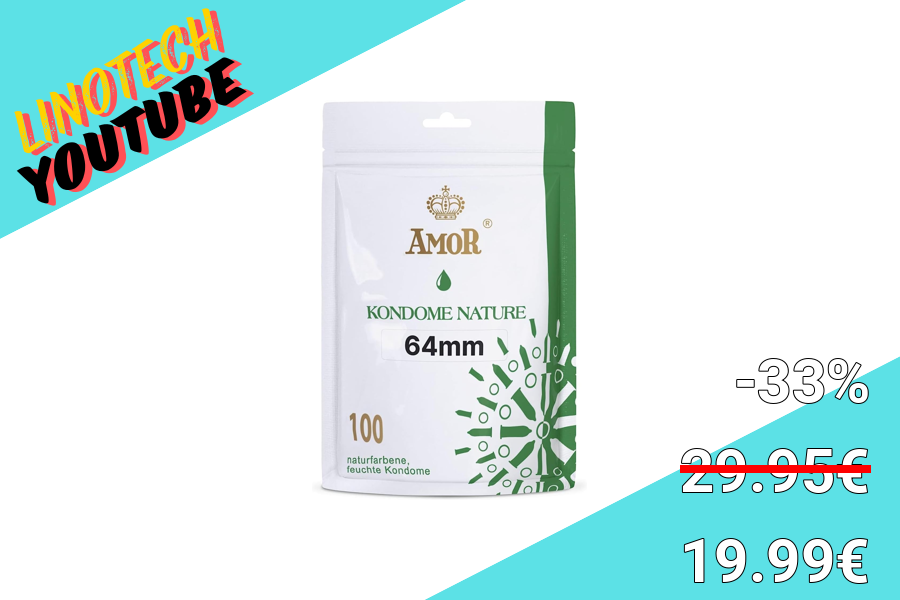 LINOTECH
YOUTUBE
AMOR®
KONDOME NATURE
64mm
100
naturfarbene,
feuchte Kondome
-33%
29.95€
19.99€